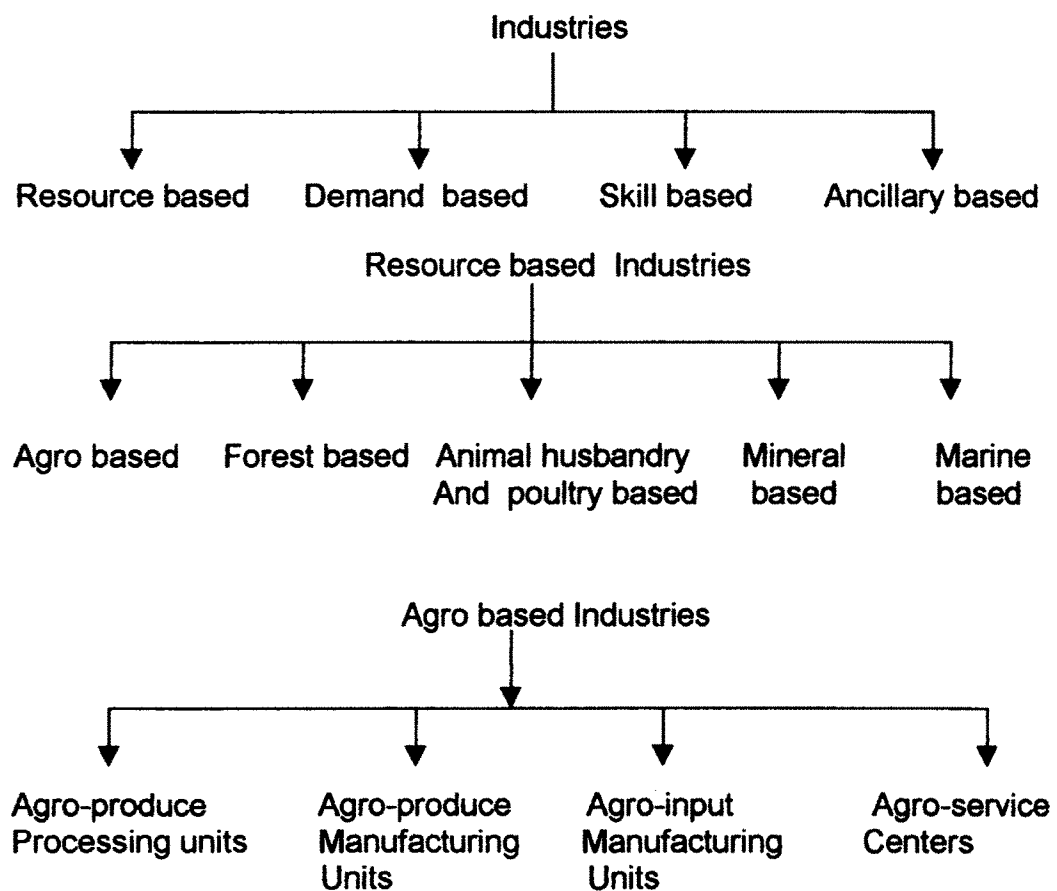 Industries
Resource based Demand based Skill based Ancillary based
Resource based Industries
Agro based Forest based Animal husbandry Mineral Marine
And poultry based based based
Agro based Industries
Agro-produce Agro-produce Agro-input Agro-service
Processing units Manufacturing Manufacturing Centers
Units Units